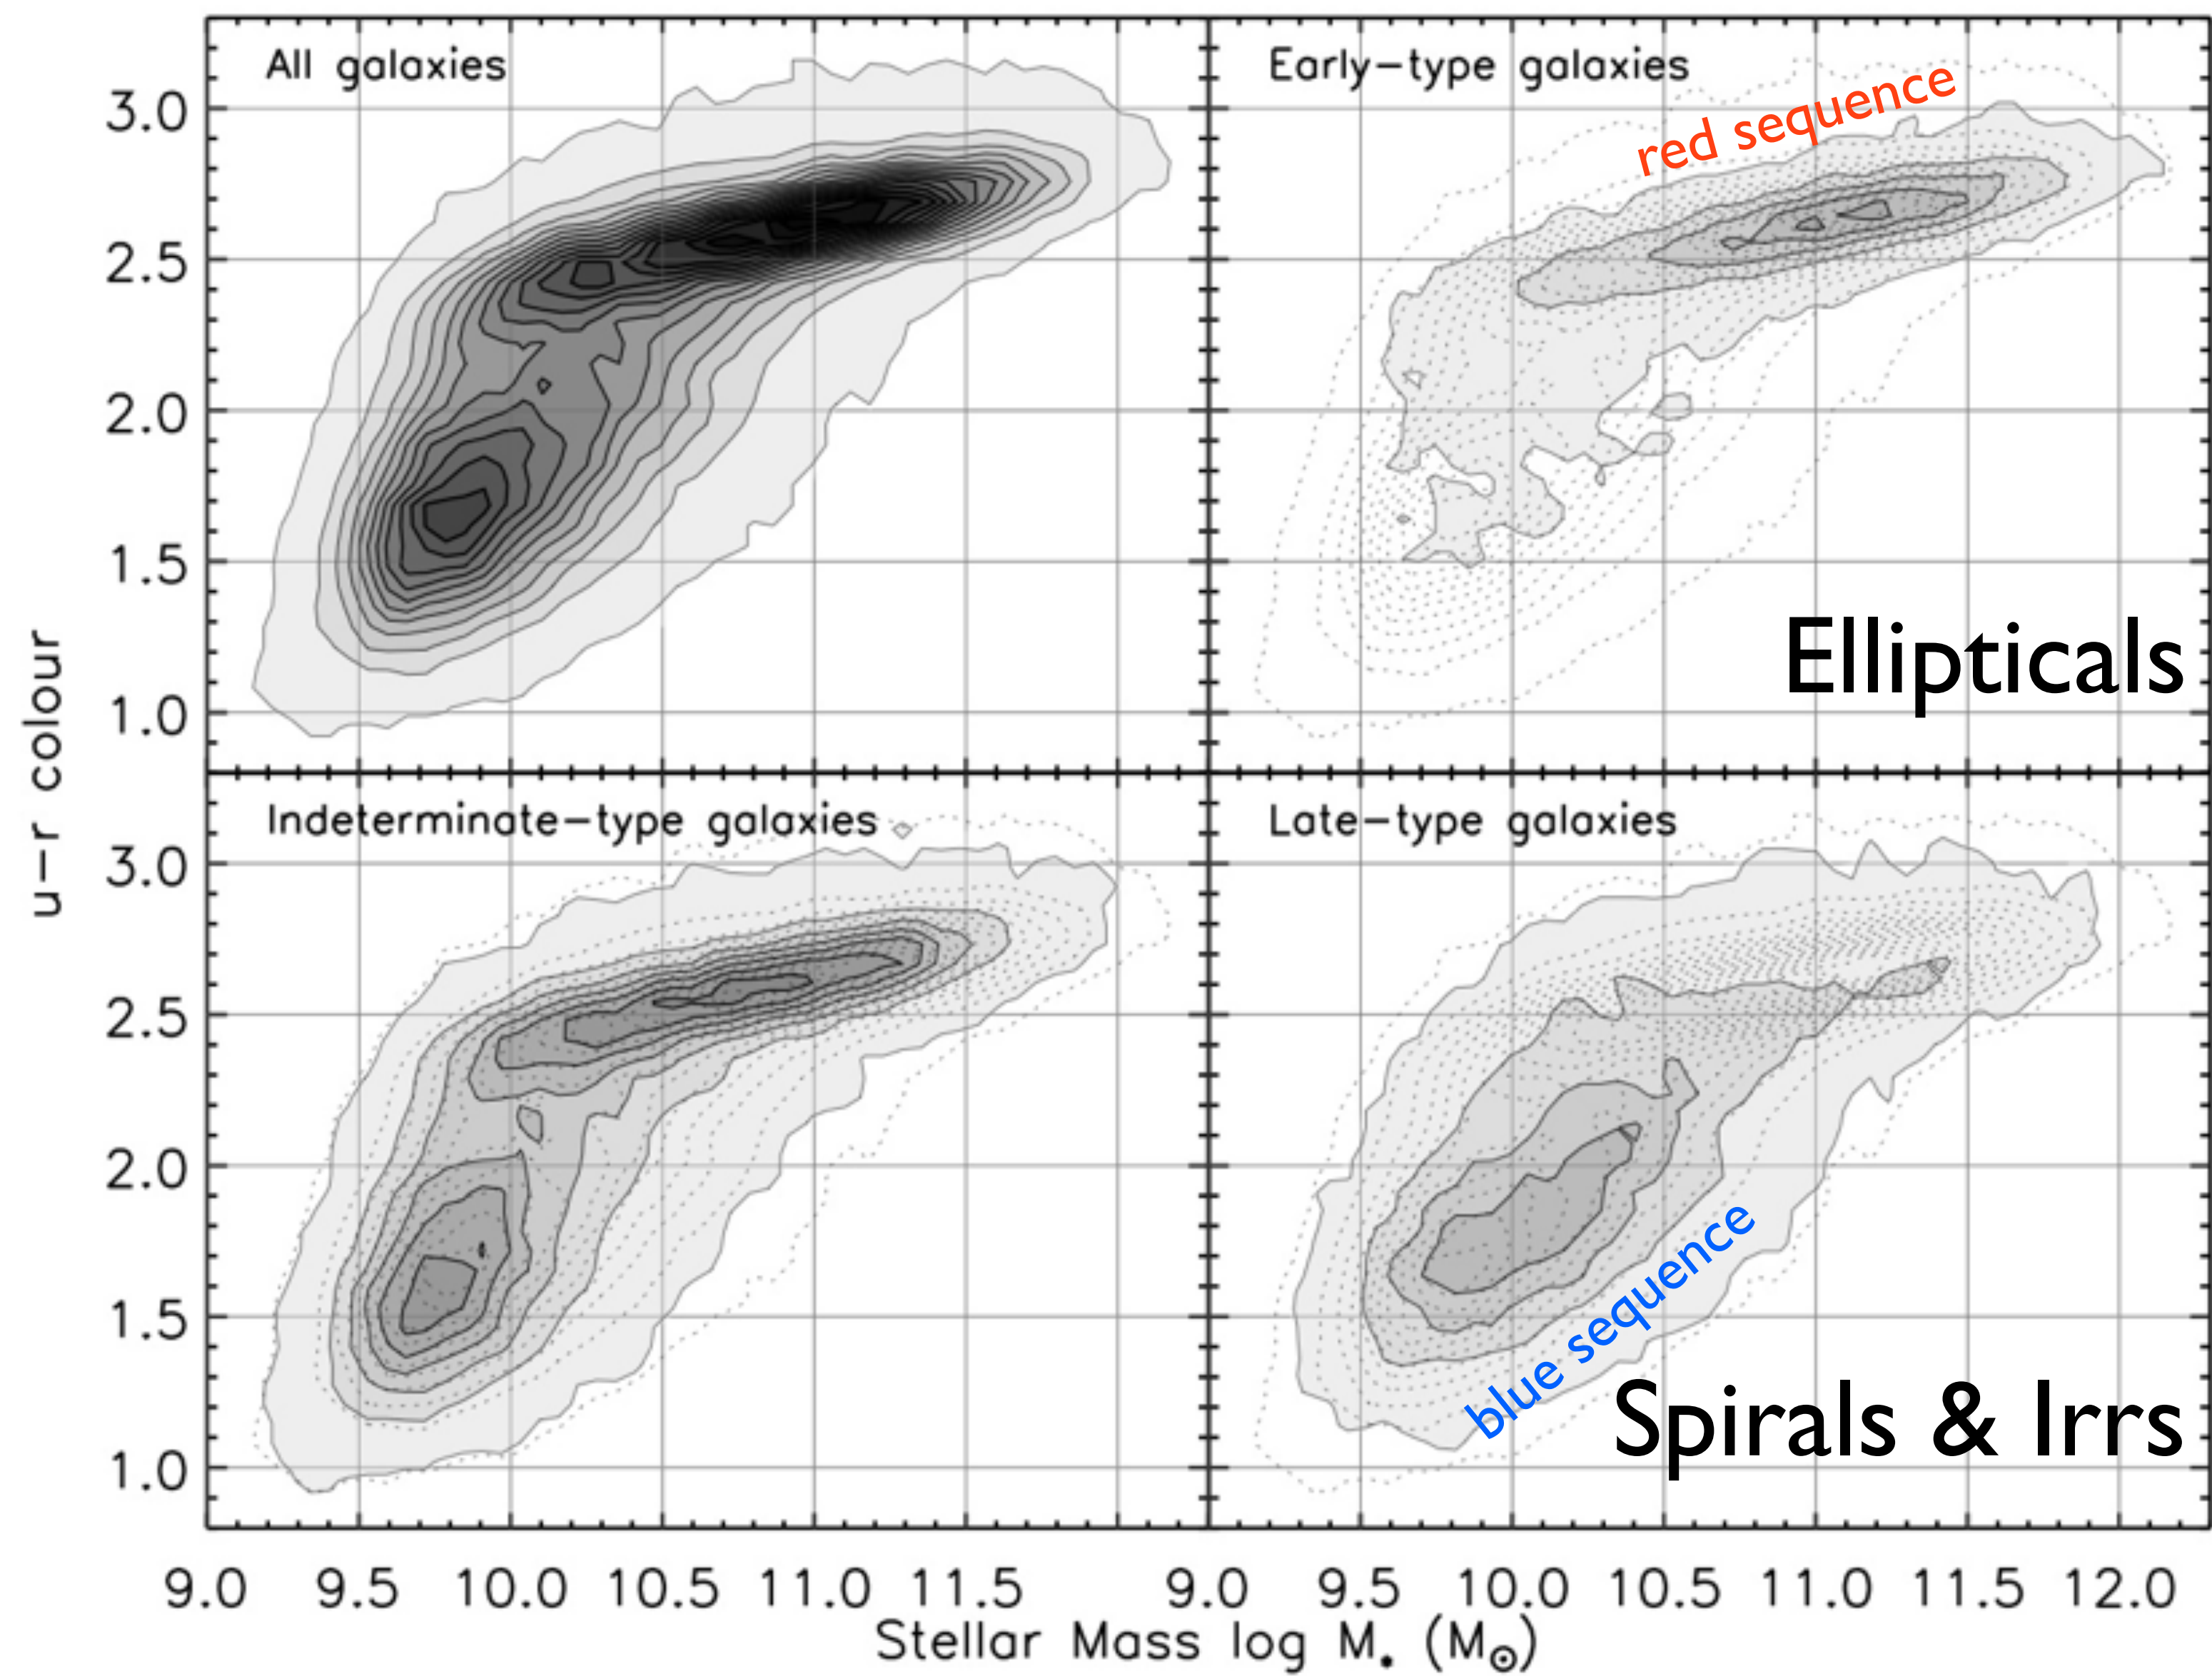 All galaxies
Early-type galaxies
red sequence
3.0
2.5
2.0
1.5
1.0
Ellipticals
u-r colour
Indeterminate-type galaxies
Late-type galaxies
3.0
2.5
2.0
1.5
1.0
blue sequence
Spirals & Irrs
9.0 9.5 10.0 10.5 11.0 11.5 9.0 9.5 10.0 10.5 11.0 11.5 12.0
Stellar Mass log M* (M☉)